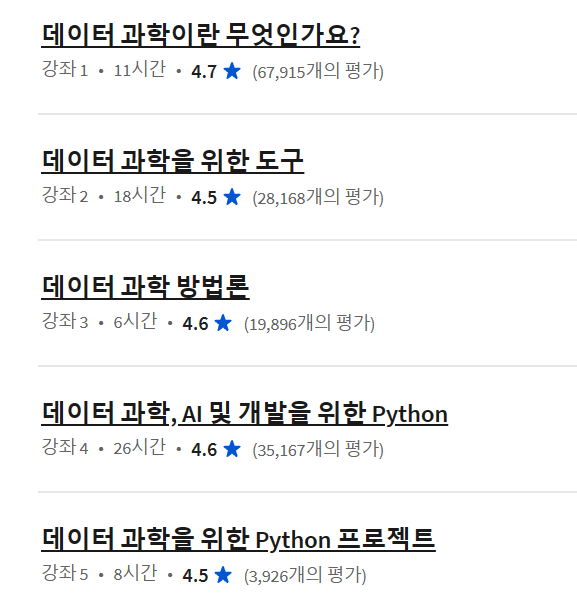 데이터 과학이란 무엇인가요?
강좌 1 • 11시간 • 4.7 ★ (67,915개의 평가)
데이터 과학을 위한 도구
강좌 2 • 18시간 • 4.5 ★ (28,168개의 평가)
데이터 과학 방법론
강좌 3 • 6시간 • 4.6 ★ (19,896개의 평가)
데이터 과학, AI 및 개발을 위한 Python
강좌 4 • 26시간 • 4.6 ★ (35,167개의 평가)
데이터 과학을 위한 Python 프로젝트
강좌 5 • 8시간 • 4.5 ★ (3,926개의 평가)